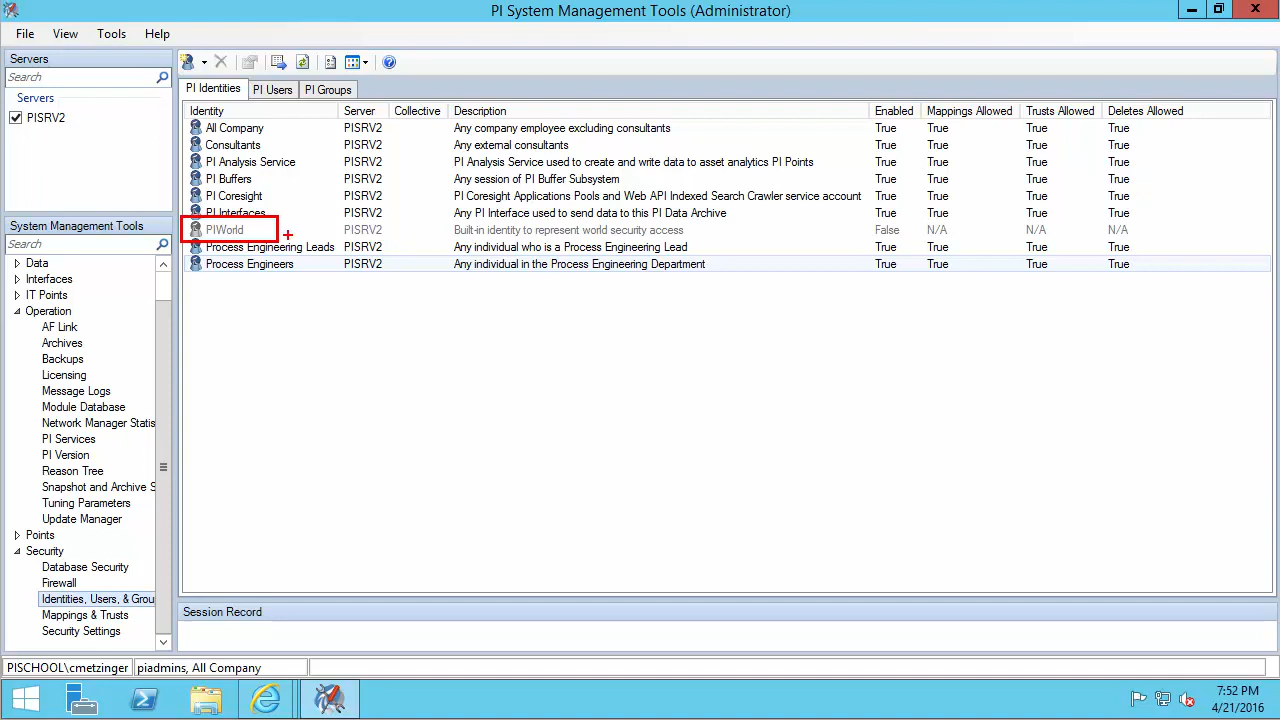 PI System Management Tools (Administrator)
File View Tools Help
Servers
Search
Servers
PISRV2
System Management Tools
Search
Data
Interfaces
IT Points
Operation
AF Link
Archives
Backups
Licensing
Message Logs
Module Database
Network Manager Statis
PI Services
PI Version
Reason Tree
Snapshot and Archive S
Tuning Parameters
Update Manager
Points
Security
Database Security
Firewall
Identities, Users, & Grou
Mappings & Trusts
Security Settings
PI Identities PI Users PI Groups
Identity Server Collective Description Enabled Mappings Allowed Trusts Allowed Deletes Allowed
All Company PISRV2 Any company employee excluding consultants True True True True
Consultants PISRV2 Any external consultants True True True True
PI Analysis Service PISRV2 PI Analysis Service used to create and write data to asset analytics PI Points True True True True
PI Buffers PISRV2 Any session of PI Buffer Subsystem True True True True
PI Coresight PISRV2 PI Coresight Applications Pools and Web API Indexed Search Crawler service account True True True True
PI Interfaces PISRV2 Any PI Interface used to send data to this PI Data Archive True True True True
PIWorld PISRV2 Built-in identity to represent world security access False N/A N/A N/A
Process Engineering Leads PISRV2 Any individual who is a Process Engineering Lead True True True True
Process Engineers PISRV2 Any individual in the Process Engineering Department True True True True
Session Record
PISCHOOL\cmetzinger piadmins, All Company
7:52 PM
4/21/2016